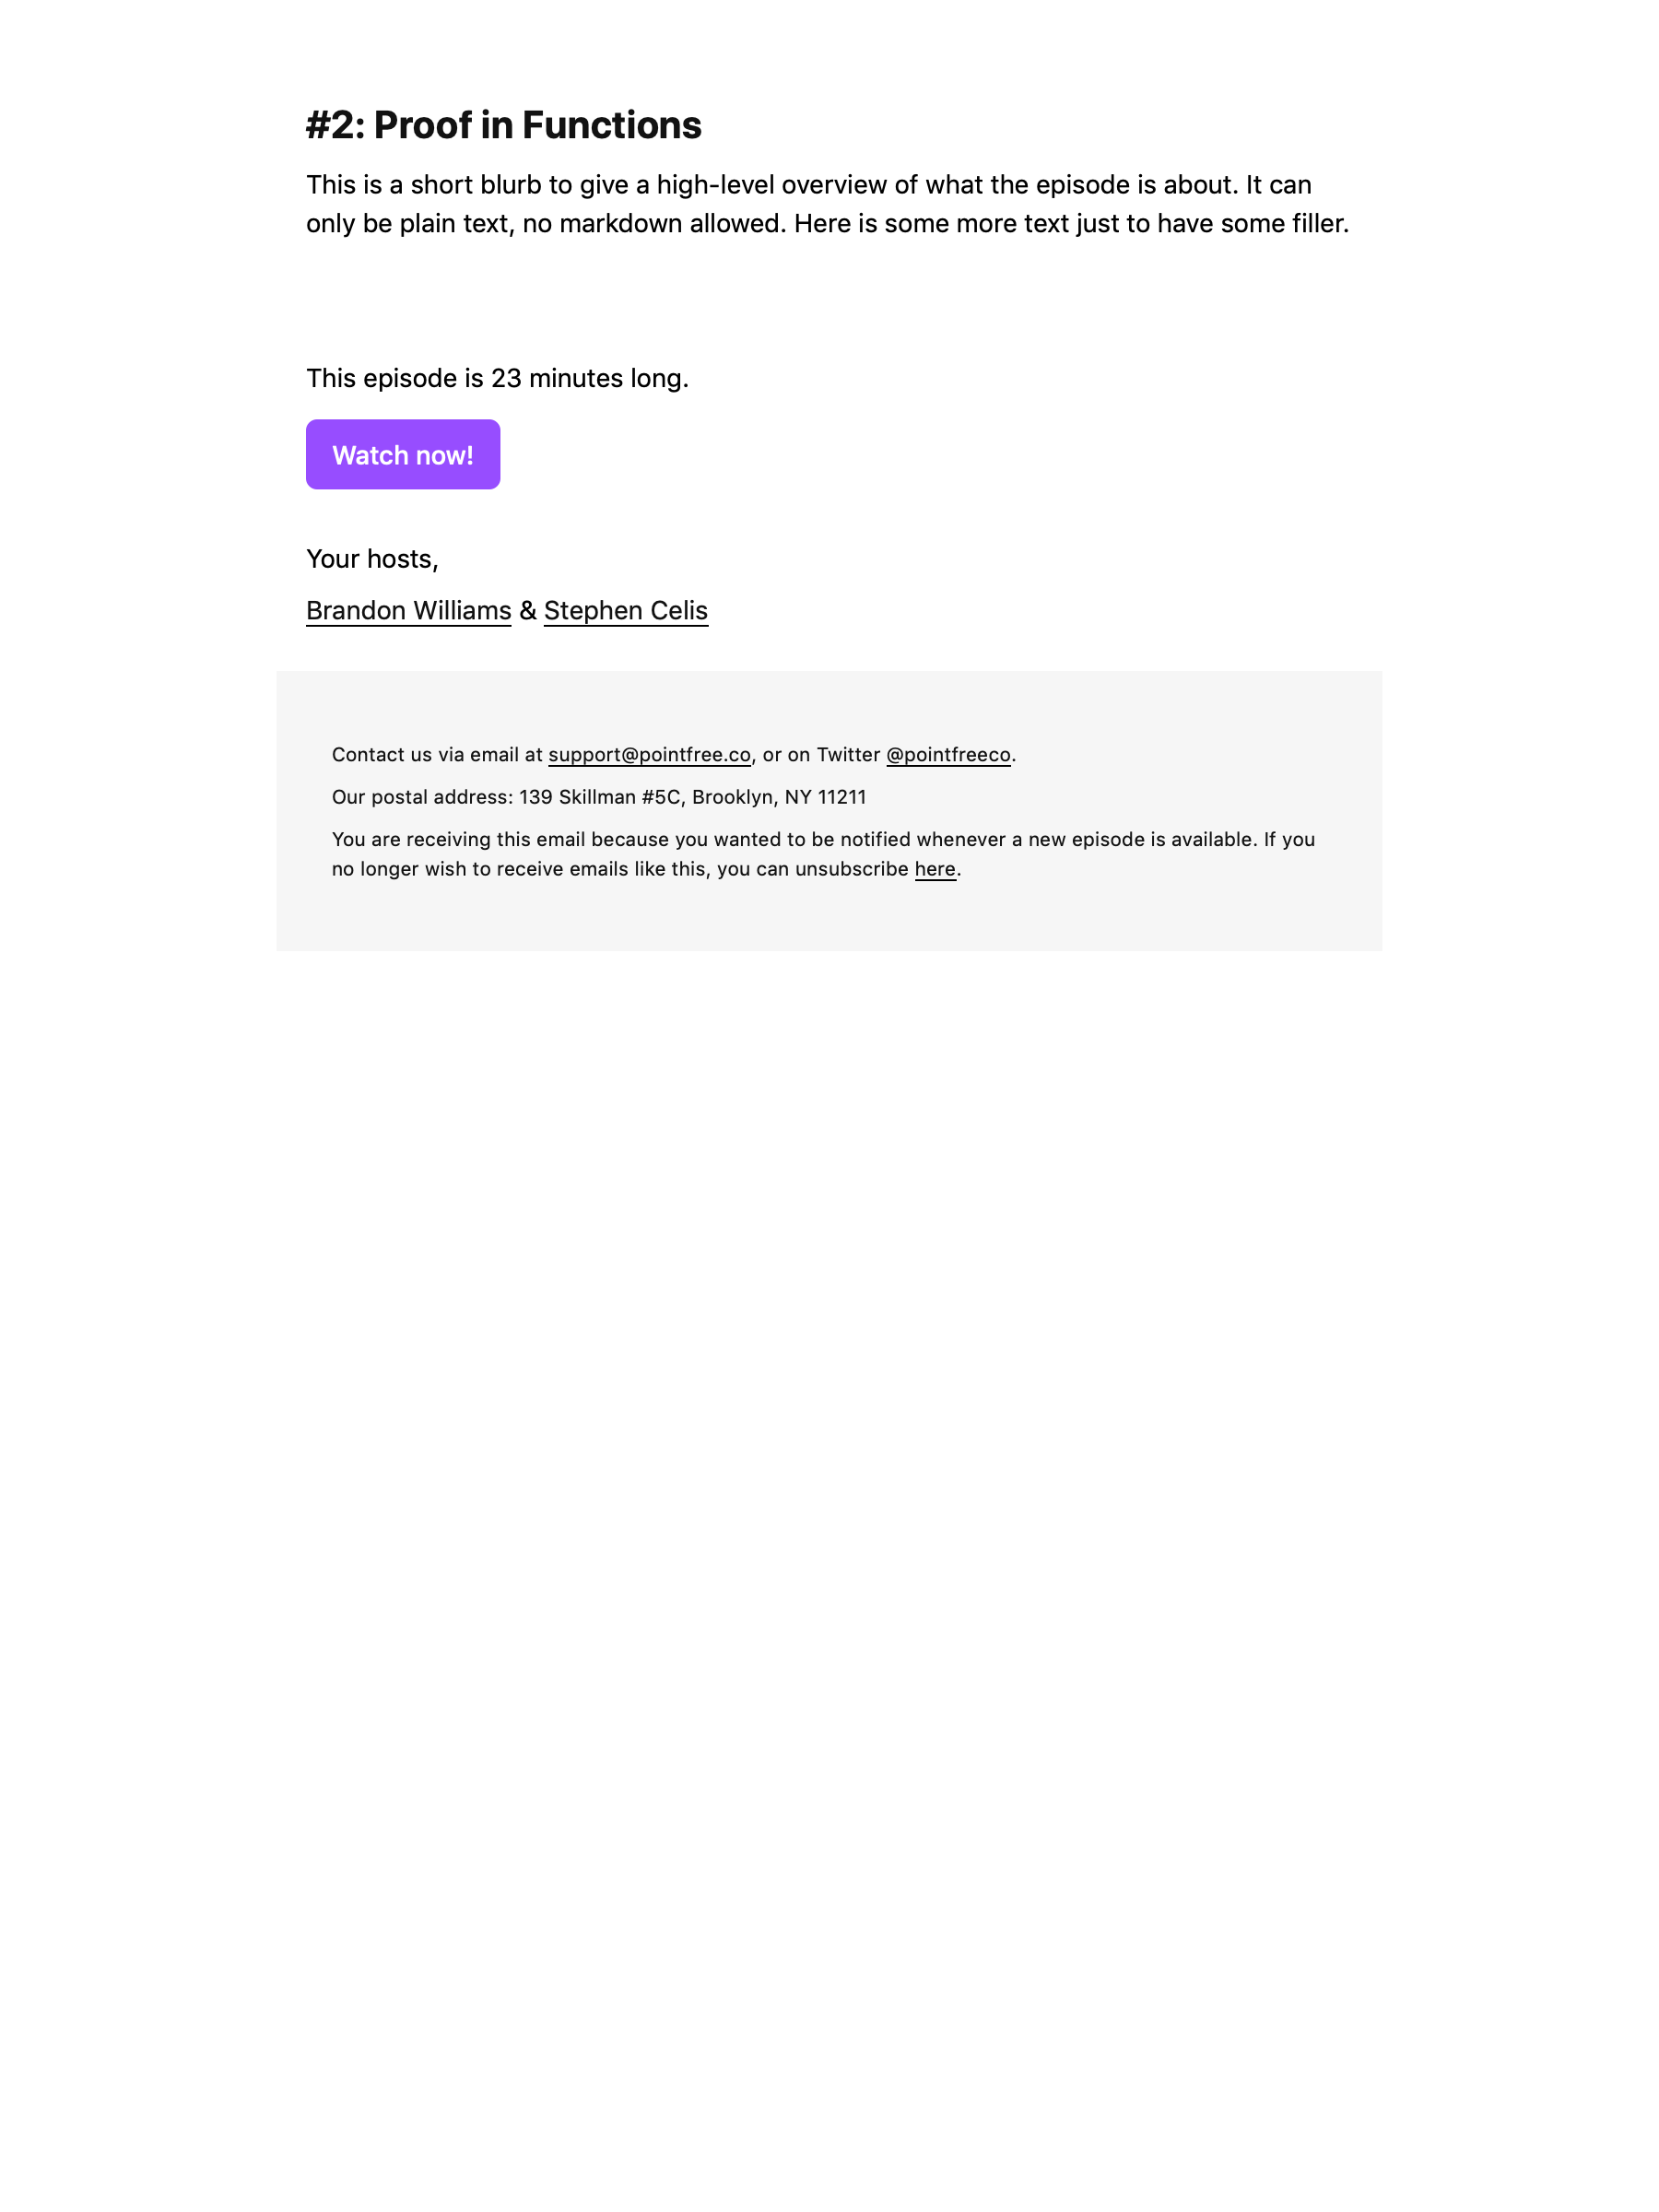 #2: Proof in Functions
This is a short blurb to give a high-level overview of what the episode is about. It can
only be plain text, no markdown allowed. Here is some more text just to have some filler.
This episode is 23 minutes long.
Watch now!
Your hosts,
Brandon Williams & Stephen Celis
Contact us via email at support@pointfree.co, or on Twitter @pointfreeco.
Our postal address: 139 Skillman #5C, Brooklyn, NY 11211
You are receiving this email because you wanted to be notified whenever a new episode is available. If you
no longer wish to receive emails like this, you can unsubscribe here.